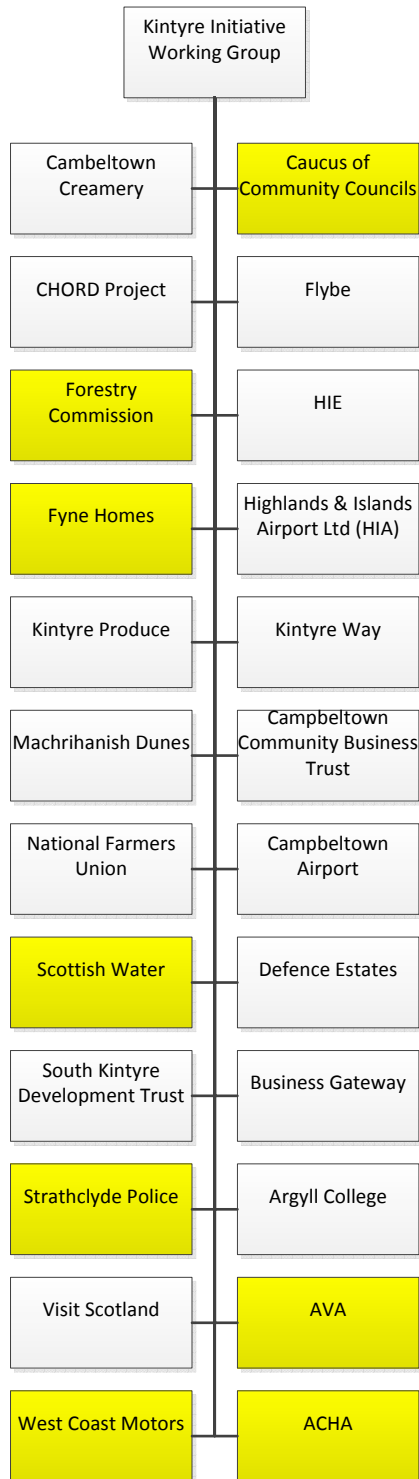 Kintyre Initiative
Working Group
Cambeltown
Creamery
Caucus of
Community Councils
CHORD Project
Flybe
Forestry
Commission
HIE
Fyne Homes
Highlands & Islands
Airport Ltd (HIA)
Kintyre Produce
Kintyre Way
Machrihanish Dunes
Campbeltown
Community Business
Trust
National Farmers
Union
Campbeltown
Airport
Scottish Water
Defence Estates
South Kintyre
Development Trust
Business Gateway
Strathclyde Police
Argyll College
Visit Scotland
AVA
West Coast Motors
ACHA